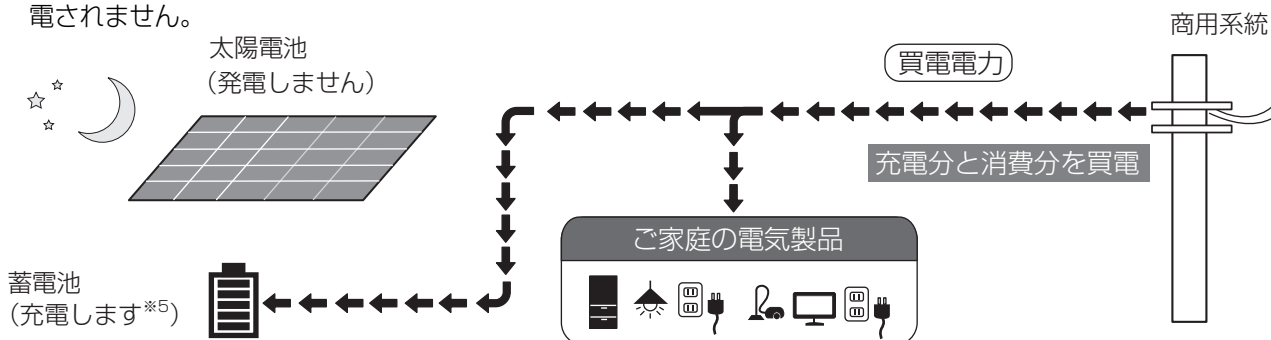 電されません。
商用系統
太陽電池
（発電しません）
買電電力
充電分と消費分を買電
ご家庭の電気製品
蓄電池
（充電します※5）